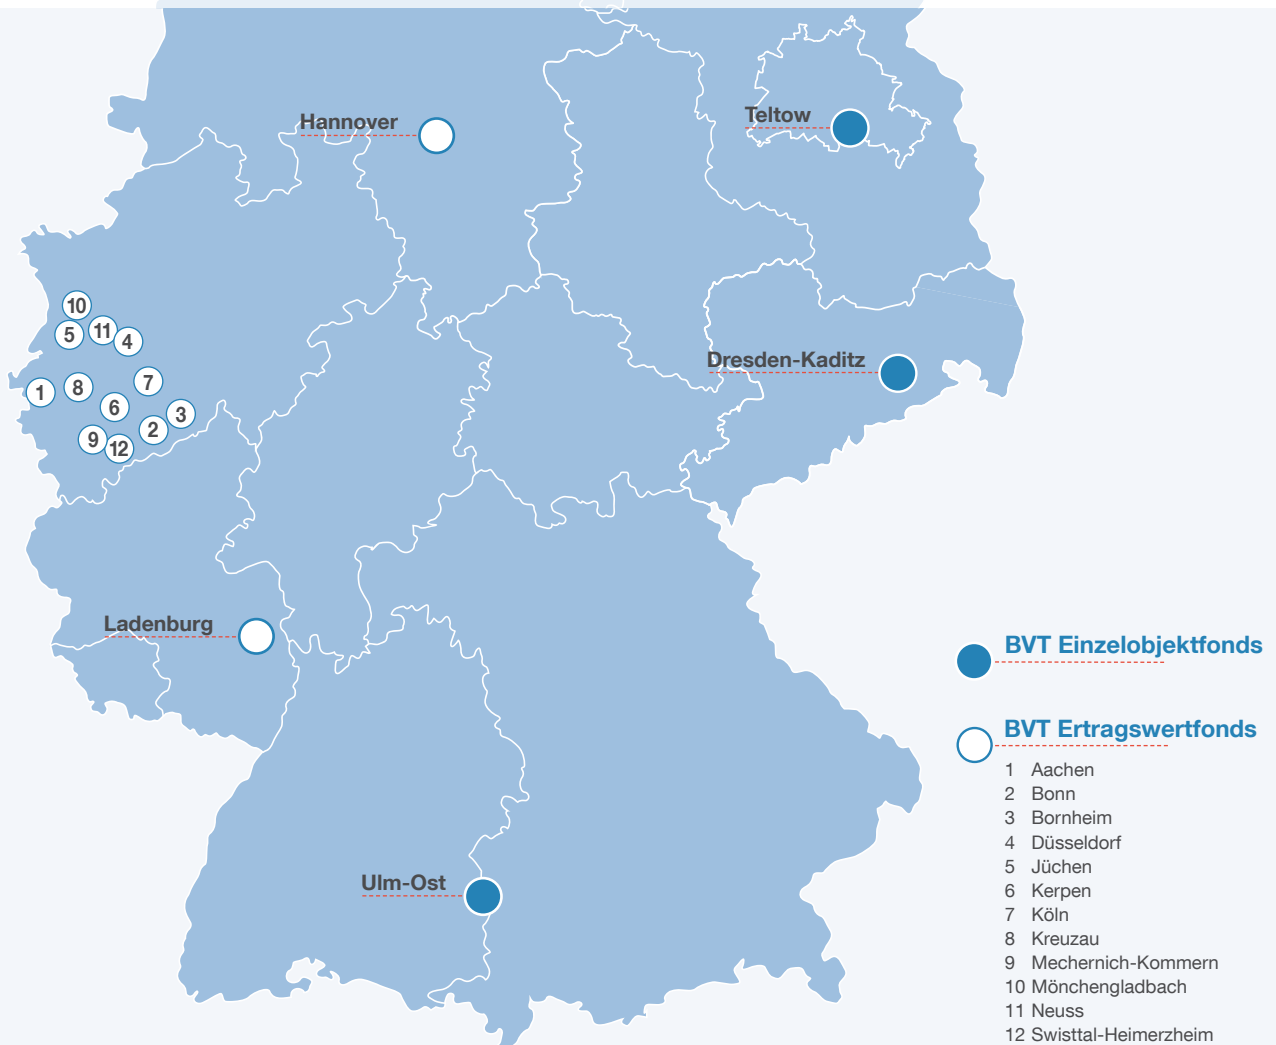 Hannover
Teltow
10
5
11
4
Dresden-Kaditz
1
8
7
6
3
2
9
12
Ladenburg
Ulm-Ost
BVT Einzelobjektfonds
BVT Ertragswertfonds
1 Aachen
2 Bonn
3 Bornheim
4 Düsseldorf
5 Jüchen
6 Kerpen
7 Köln
8 Kreuzau
9 Mechernich-Kommern
10 Mönchengladbach
11 Neuss
12 Swisttal-Heimerzheim